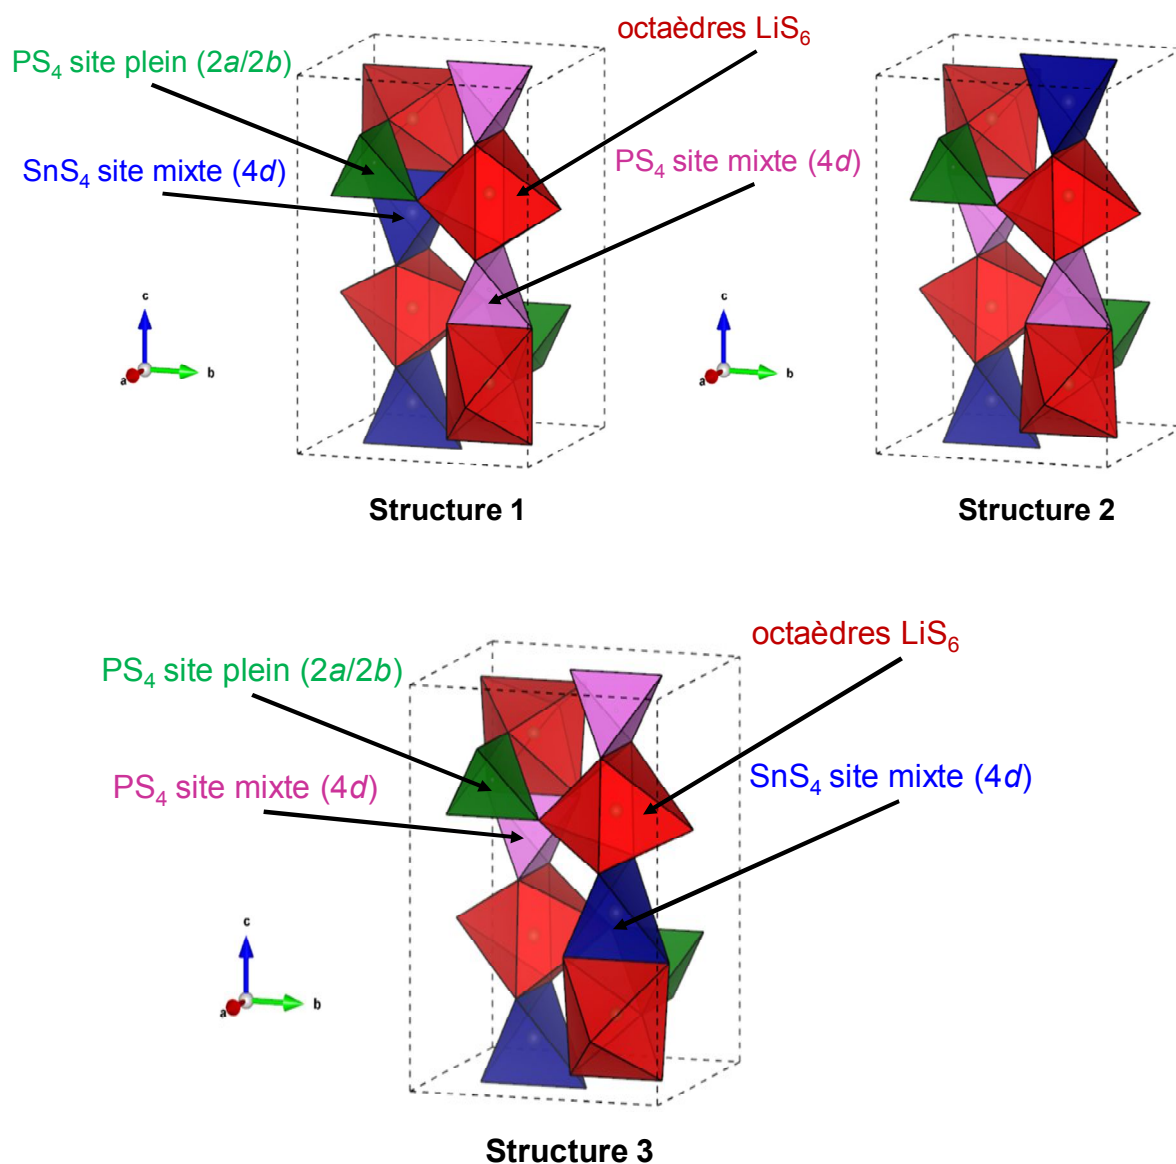 octaèdres LiS6
PS4 site plein (2a/2b)
SnS4 site mixte (4d)
PS4 site mixte (4d)
c
a
b
c
a
b
Structure 1
Structure 2
octaèdres LiS6
PS4 site plein (2a/2b)
PS4 site mixte (4d)
SnS4 site mixte (4d)
c
a
b
Structure 3